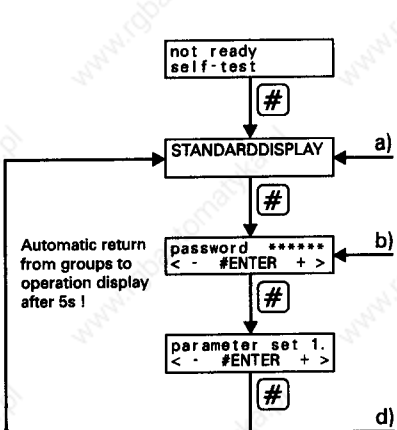 not ready
self-test
#
STANDARDDISPLAY
a)
#
Automatic return
from groups to
operation display
after 5s !
password ******
< - #ENTER + >
b)
#
parameter set 1.
< - #ENTER + >
#
d)